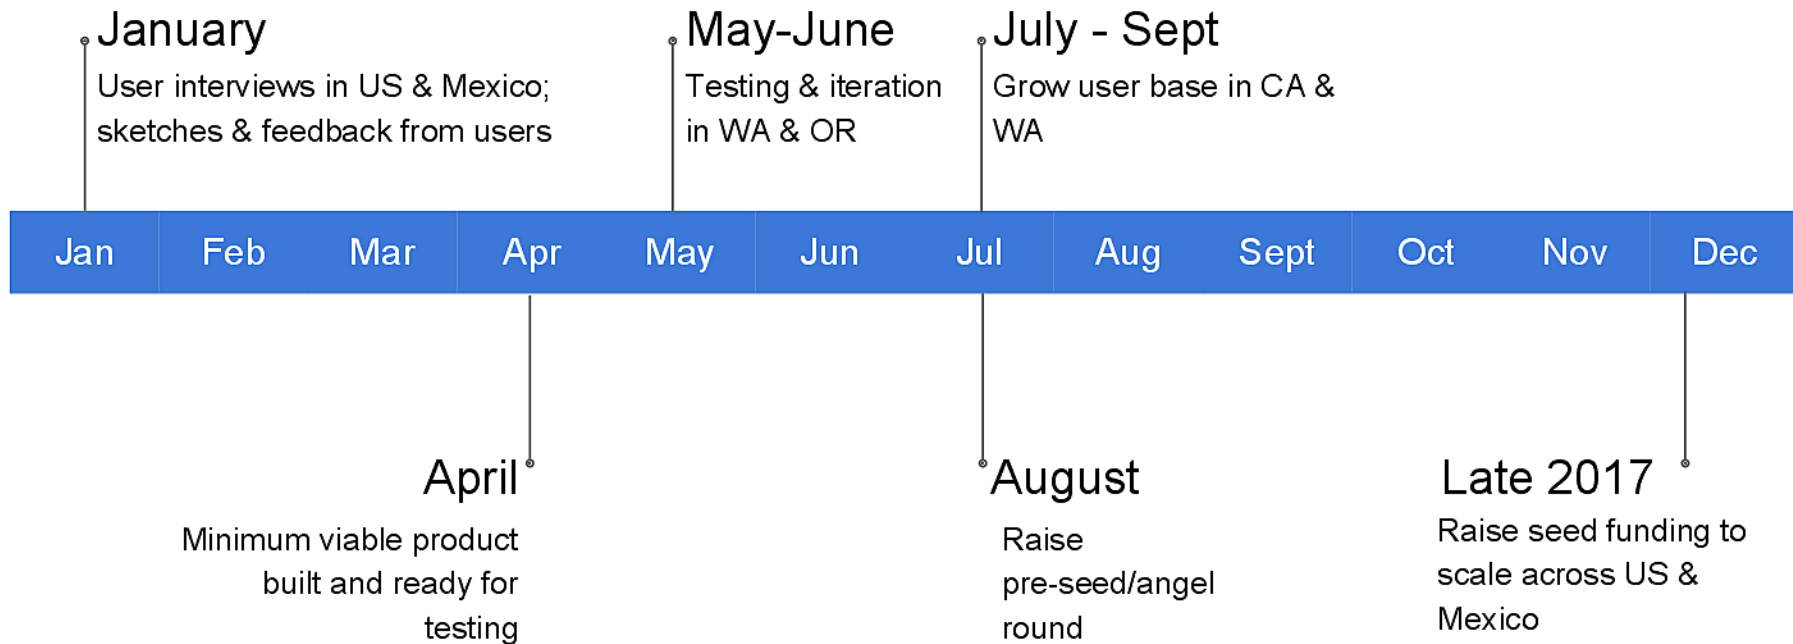 January
User interviews in US & Mexico;
sketches & feedback from users
May-June
Testing & iteration
in WA & OR
July - Sept
Grow user base in CA &
WA
Jan Feb Mar Apr May Jun Jul Aug Sept Oct Nov Dec
April
Minimum viable product
built and ready for
testing
August
Raise
pre-seed/angel
round
Late 2017
Raise seed funding to
scale across US &
Mexico